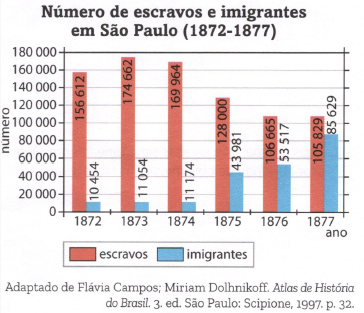 Número de escravos e imigrantes
em São Paulo (1872-1877)
número
180 000
160 000
140 000
120 000
100 000
80 000
60 000
40 000
20 000
0
156 612
10 454
174 662
11 054
169 964
11 174
128 000
43 981
106 665
53 517
105 829
85 629
1872 1873 1874 1875 1876 1877
ano
escravos imigrantes
Adaptado de Flávia Campos; Miriam Dolhnikoff. Atlas de História
do Brasil. 3. ed. São Paulo: Scipione, 1997. p. 32.